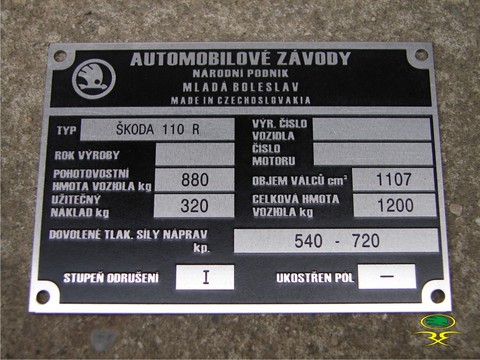 AUTOMOBILOVÉ ZÁVODY
NÁRODNÍ PODNIK
MLADÁ BOLESLAV
MADE IN CZECHOSLOVAKIA
TYP ŠKODA 110 R
VÝR. ČÍSLO
VOZIDLA
ROK VÝROBY
ČÍSLO
MOTORU
POHOTOVOSTNÍ
HMOTA VOZIDLA kg 880
OBJEM VÁLCŮ cm³ 1107
UŽITEČNÝ
NÁKLAD kg 320
CELKOVÁ HMOTA
VOZIDLA kg 1200
DOVOLENÉ TLAK. SÍLY NÁPRAV
kp. 540 - 720
STUPEŇ ODRUŠENÍ I
UKOSTŘEN POL —